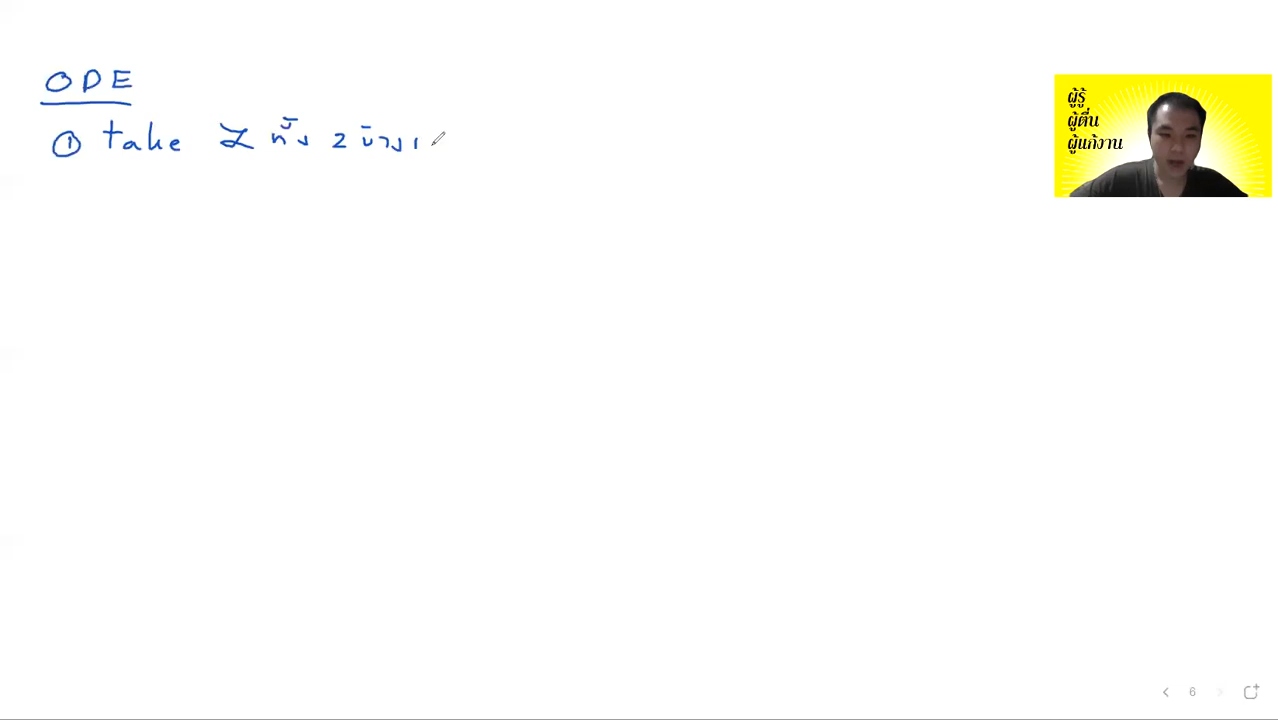 ODE
① take ℒ ทั้ง 2 ข้าง
ผู้รู้
ผู้ตื่น
ผู้แก้งาน
6